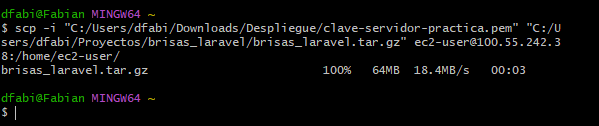 dfabi@Fabian MINGW64 ~
$ scp -i "C:/Users/dfabi/Downloads/Despliegue/clave-servidor-practica.pem" "C:/U
sers/dfabi/Proyectos/brisas_laravel/brisas_laravel.tar.gz" ec2-user@100.55.242.3
8:/home/ec2-user/
brisas_laravel.tar.gz                         100%   64MB  18.4MB/s   00:03
dfabi@Fabian MINGW64 ~
$